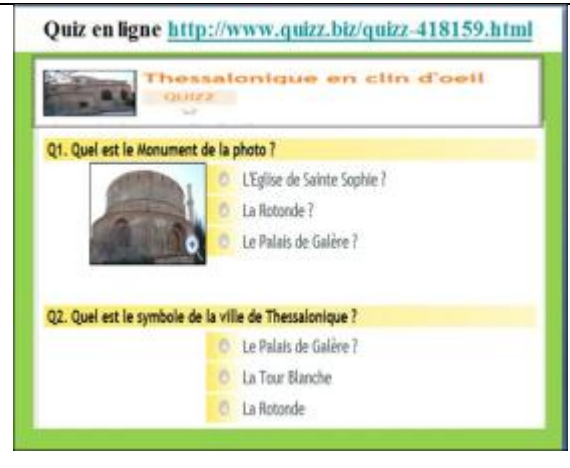 Quiz en ligne http://www.quizz.biz/quizz-418159.html
Thessalonique en clin d'oeil
QUIZZ
Q1. Quel est le Monument de la photo ?
L'Eglise de Sainte Sophie ?
La Rotonde ?
Le Palais de Galère ?
Q2. Quel est le symbole de la ville de Thessalonique ?
Le Palais de Galère ?
La Tour Blanche
La Rotonde